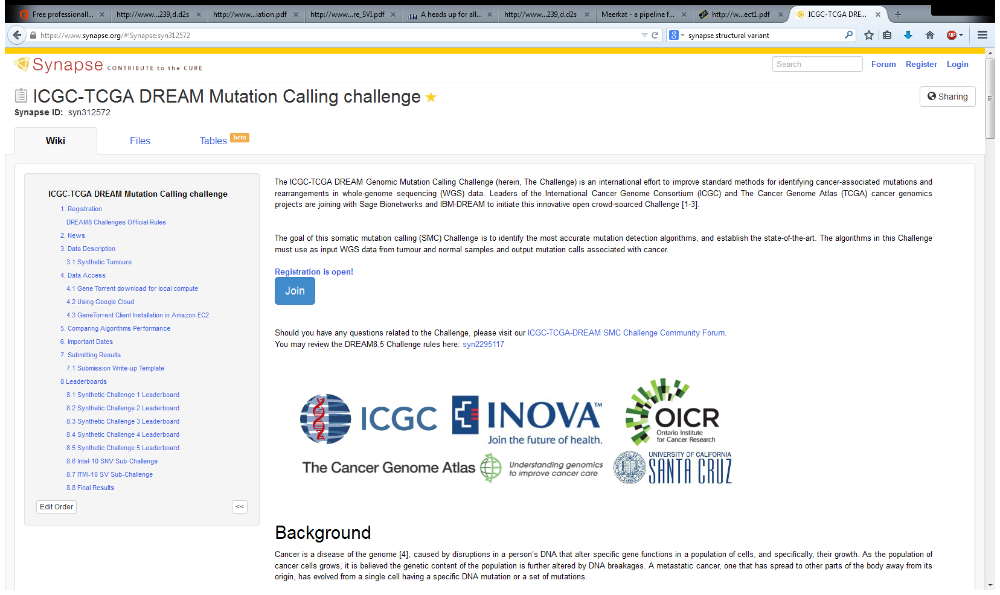 Free professionall...
http://www...239,d.d2s
http://www...iation.pdf
http://www...re_SVI.pdf
A heads up for all...
http://www...239,d.d2s
Meerkat - a pipeline f...
http://w...ect1.pdf
ICGC-TCGA DRE...
https://www.synapse.org/#!Synapse:syn312572
synapse structural variant
ABP
Synapse CONTRIBUTE to the CURE
Search
Forum
Register
Login
ICGC-TCGA DREAM Mutation Calling challenge
Sharing
Synapse ID: syn312572
Wiki
Files
Tables beta
ICGC-TCGA DREAM Mutation Calling challenge
1. Registration
DREAM8 Challenges Official Rules
2. News
3. Data Description
3.1 Synthetic Tumours
4. Data Access
4.1 Gene Torrent download for local compute
4.2 Using Google Cloud
4.3 GeneTorrent Client Installation in Amazon EC2
5. Comparing Algorithms Performance
6. Important Dates
7. Submitting Results
7.1 Submission Write-up Template
8 Leaderboards
8.1 Synthetic Challenge 1 Leaderboard
8.2 Synthetic Challenge 2 Leaderboard
8.3 Synthetic Challenge 3 Leaderboard
8.4 Synthetic Challenge 4 Leaderboard
8.5 Synthetic Challenge 5 Leaderboard
8.6 Intel-10 SNV Sub-Challenge
8.7 ITMI-10 SV Sub-Challenge
8.8 Final Results
Edit Order
<<
The ICGC-TCGA DREAM Genomic Mutation Calling Challenge (herein, The Challenge) is an international effort to improve standard methods for identifying cancer-associated mutations and
rearrangements in whole-genome sequencing (WGS) data. Leaders of the International Cancer Genome Consortium (ICGC) and The Cancer Genome Atlas (TCGA) cancer genomics
projects are joining with Sage Bionetworks and IBM-DREAM to initiate this innovative open crowd-sourced Challenge [1-3].
The goal of this somatic mutation calling (SMC) Challenge is to identify the most accurate mutation detection algorithms, and establish the state-of-the-art. The algorithms in this Challenge
must use as input WGS data from tumour and normal samples and output mutation calls associated with cancer.
Registration is open!
Join
Should you have any questions related to the Challenge, please visit our ICGC-TCGA-DREAM SMC Challenge Community Forum.
You may review the DREAM8.5 Challenge rules here: syn2295117
ICGC
INOVA™
Join the future of health.
OICR
Ontario Institute
for Cancer Research
The Cancer Genome Atlas
Understanding genomics
to improve cancer care
UNIVERSITY OF CALIFORNIA
SANTA CRUZ
Background
Cancer is a disease of the genome [4], caused by disruptions in a person's DNA that alter specific gene functions in a population of cells, and specifically, their growth. As the population of
cancer cells grows, it is believed the genetic content of the population is further altered by DNA breakages. A metastatic cancer, one that has spread to other parts of the body away from its
origin, has evolved from a single cell having a specific DNA mutation or a set of mutations.